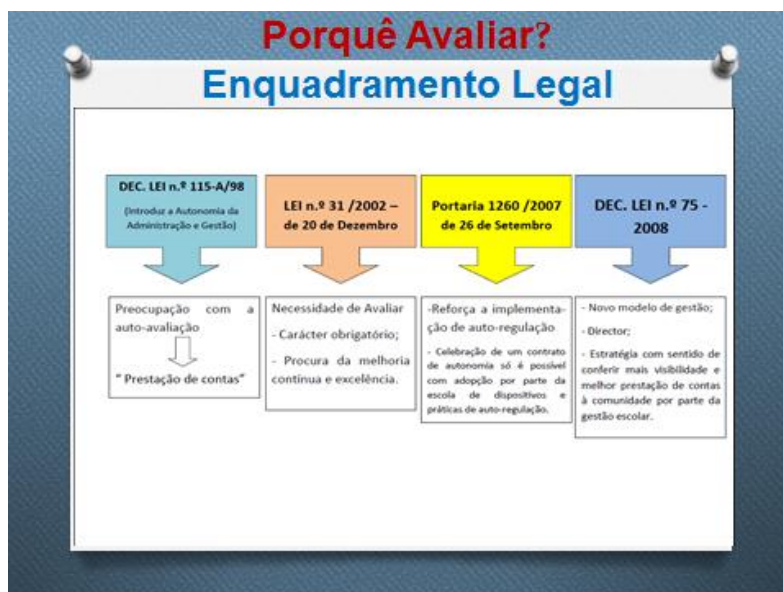 Porquê Avaliar?
Enquadramento Legal
DEC. LEI n.º 115-A/98
(Introduz a Autonomia da
Administração e Gestão)
LEI n.º 31 /2002 –
de 20 de Dezembro
Portaria 1260 /2007
de 26 de Setembro
DEC. LEI n.º 75 -
2008
Preocupação com a
auto-avaliação
" Prestação de contas"
Necessidade de Avaliar
- Carácter obrigatório;
- Procura da melhoria
contínua e excelência.
-Reforça a implementa-
ção de auto-regulação
- Celebração de um contrato
de autonomia só é possível
com adopção por parte da
escola de dispositivos e
práticas de auto-regulação.
- Novo modelo de gestão;
- Director;
- Estratégia com sentido de
conferir mais visibilidade e
melhor prestação de contas
à comunidade por parte da
gestão escolar.